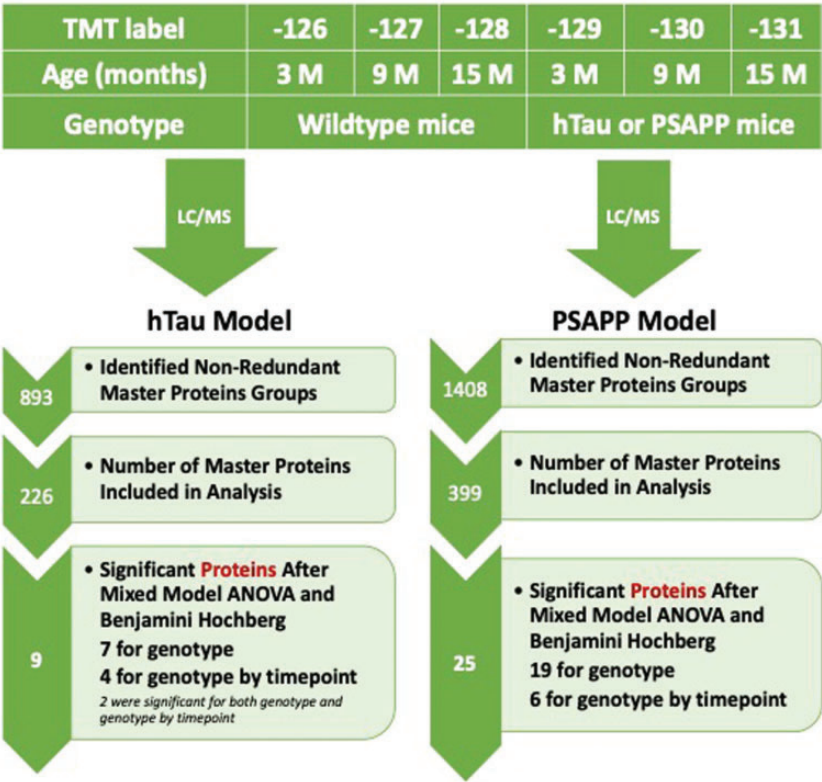 TMT label -126 -127 -128 -129 -130 -131
Age (months) 3 M 9 M 15 M 3 M 9 M 15 M
Genotype Wildtype mice hTau or PSAPP mice
LC/MS LC/MS
hTau Model
893
• Identified Non-Redundant
Master Proteins Groups
226
• Number of Master Proteins
Included in Analysis
9
• Significant Proteins After
Mixed Model ANOVA and
Benjamini Hochberg
7 for genotype
4 for genotype by timepoint
2 were significant for both genotype and
genotype by timepoint
PSAPP Model
1408
• Identified Non-Redundant
Master Proteins Groups
399
• Number of Master Proteins
Included in Analysis
25
• Significant Proteins After
Mixed Model ANOVA and
Benjamini Hochberg
19 for genotype
6 for genotype by timepoint